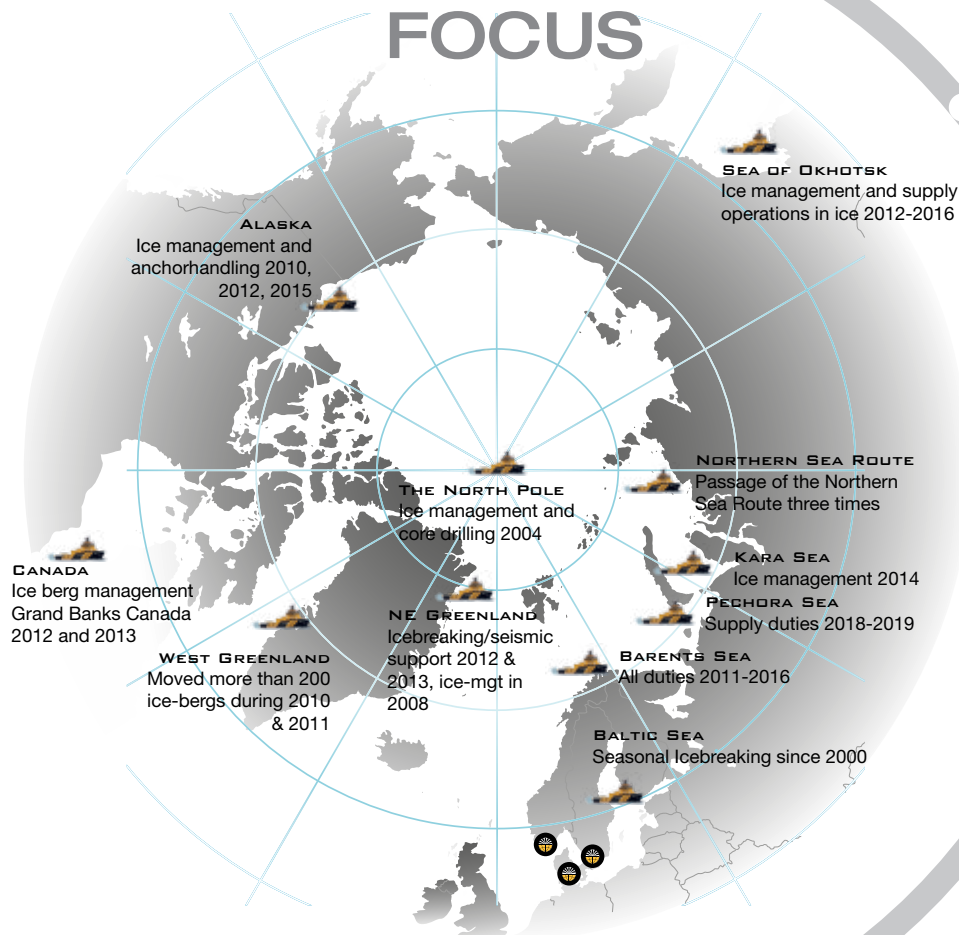 FOCUS
Sea of Okhotsk
Ice management and supply
operations in ice 2012-2016
Alaska
Ice management and
anchorhandling 2010,
2012, 2015
Northern Sea Route
Passage of the Northern
Sea Route three times
The North Pole
Ice management and
core drilling 2004
Kara Sea
Ice management 2014
Canada
Ice berg management
Grand Banks Canada
2012 and 2013
Pechora Sea
Supply duties 2018-2019
NE Greenland
Icebreaking/seismic
support 2012 &
2013, ice-mgt in
2008
West Greenland
Moved more than 200
ice-bergs during 2010
& 2011
Barents Sea
All duties 2011-2016
Baltic Sea
Seasonal Icebreaking since 2000